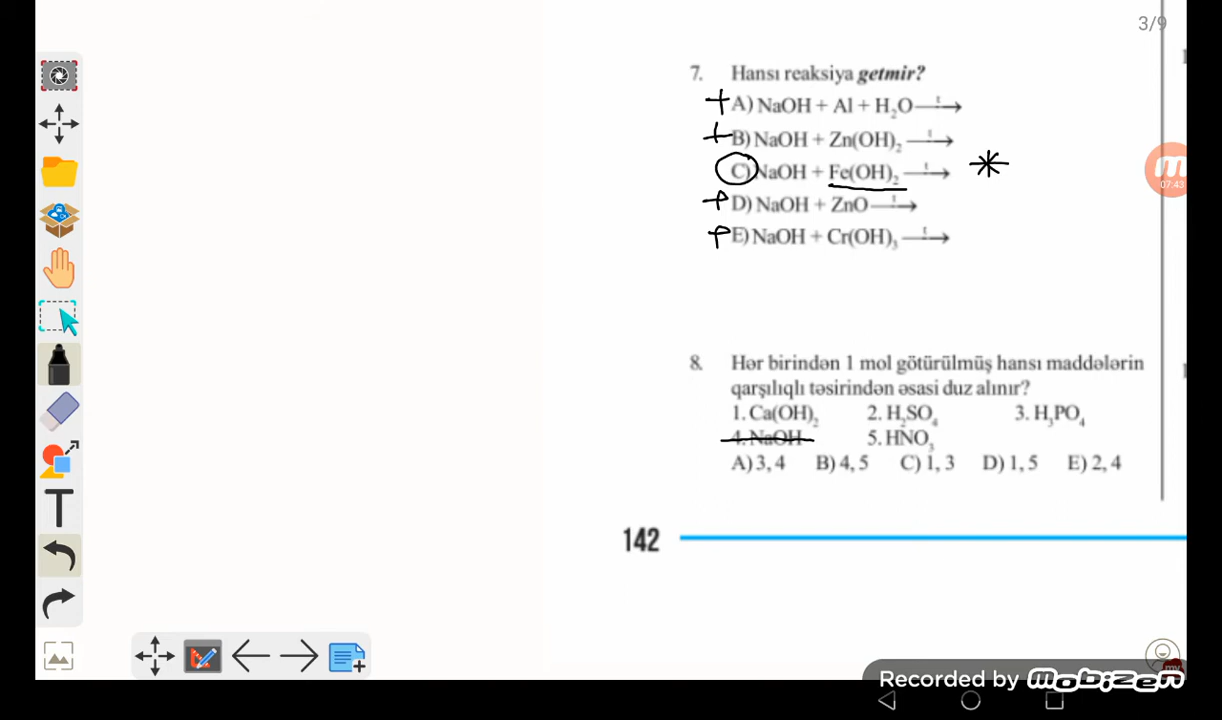 3/9
7. Hansı reaksiya getmir?
A) NaOH + Al + H₂O —t→
B) NaOH + Zn(OH)₂ —t→
C) NaOH + Fe(OH)₂ —t→
D) NaOH + ZnO —t→
E) NaOH + Cr(OH)₃ —t→
07:43
8. Hər birindən 1 mol götürülmüş hansı maddələrin
qarşılıqlı təsirindən əsasi duz alınır?
1. Ca(OH)₂ 2. H₂SO₄ 3. H₃PO₄
4. NaOH 5. HNO₃
A) 3, 4 B) 4, 5 C) 1, 3 D) 1, 5 E) 2, 4
T
142
Recorded by mobizen